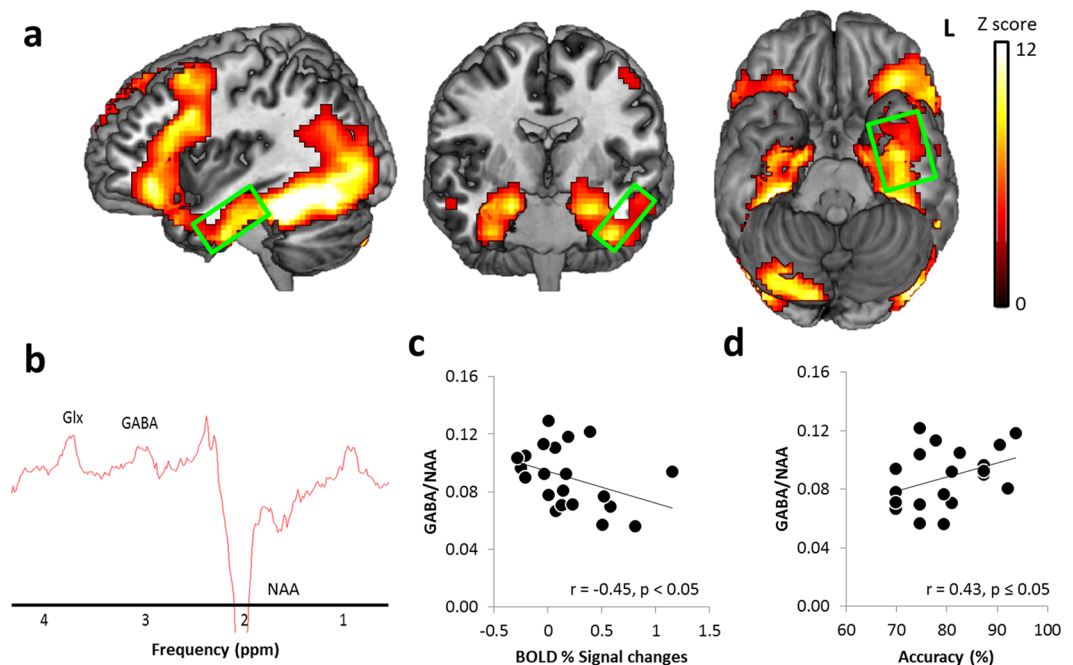 a
L
Z score
12
0
b
Glx
GABA
NAA
4 3 2 1
Frequency (ppm)
c
GABA/NAA
0.16
0.12
0.08
0.04
0.00
r = -0.45, p < 0.05
-0.5 0 0.5 1 1.5
BOLD % Signal changes
d
GABA/NAA
0.16
0.12
0.08
0.04
0.00
r = 0.43, p ≤ 0.05
60 70 80 90 100
Accuracy (%)